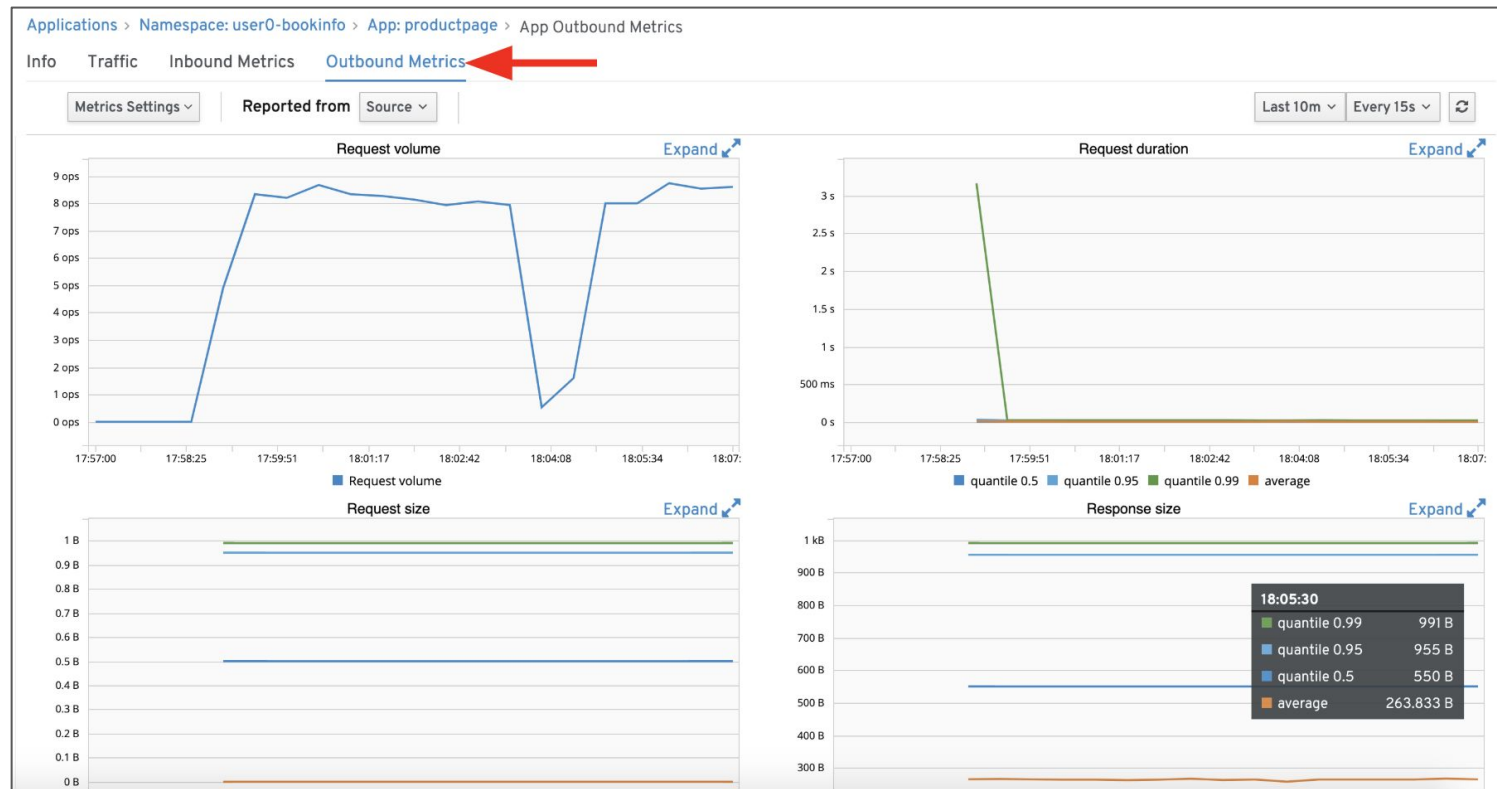 Applications > Namespace: user0-bookinfo > App: productpage > App Outbound Metrics
Info Traffic Inbound Metrics Outbound Metrics
Metrics Settings Reported from Source Last 10m Every 15s
Request volume Expand
9 ops
8 ops
7 ops
6 ops
5 ops
4 ops
3 ops
2 ops
1 ops
0 ops
17:57:00 17:58:25 17:59:51 18:01:17 18:02:42 18:04:08 18:05:34 18:07:
Request volume
Request duration Expand
3 s
2.5 s
2 s
1.5 s
1 s
500 ms
0 s
17:57:00 17:58:25 17:59:51 18:01:17 18:02:42 18:04:08 18:05:34 18:07:
quantile 0.5 quantile 0.95 quantile 0.99 average
Request size Expand
1 B
0.9 B
0.8 B
0.7 B
0.6 B
0.5 B
0.4 B
0.3 B
0.2 B
0.1 B
0 B
Response size Expand
1 kB
900 B
800 B
700 B
600 B
500 B
400 B
300 B
18:05:30
quantile 0.99 991 B
quantile 0.95 955 B
quantile 0.5 550 B
average 263.833 B